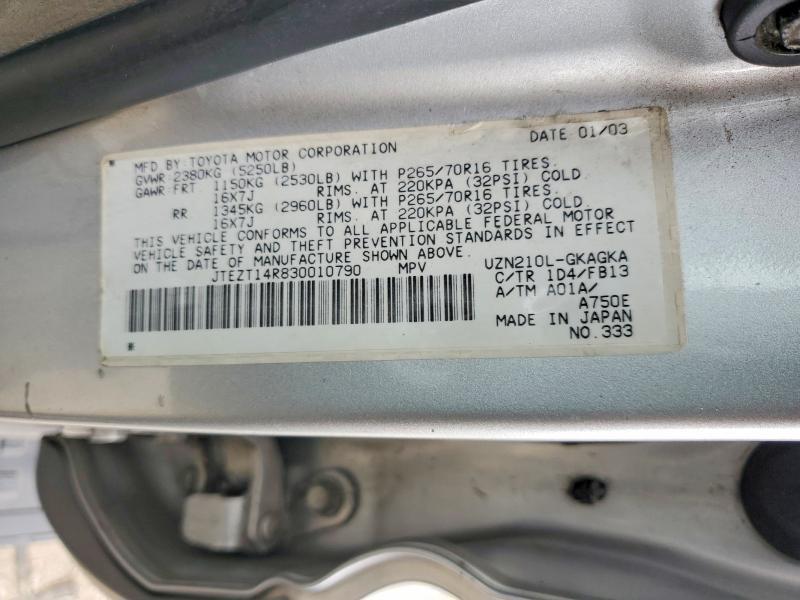 DATE 01/03
MFD BY:TOYOTA MOTOR CORPORATION
GVWR 2380KG (5250LB)
GAWR:FRT 1150KG (2530LB) WITH P265/70R16 TIRES.
16X7J RIMS. AT 220KPA (32PSI) COLD.
RR 1345KG (2960LB) WITH P265/70R16 TIRES.
16X7J RIMS. AT 220KPA (32PSI) COLD.
THIS VEHICLE CONFORMS TO ALL APPLICABLE FEDERAL MOTOR
VEHICLE SAFETY AND THEFT PREVENTION STANDARDS IN EFFECT
ON THE DATE OF MANUFACTURE SHOWN ABOVE.
JTEZT14R830010790 MPV UZN210L-GKAGKA
C/TR 1D4/FB13
A/TM A01A/
A750E
MADE IN JAPAN
NO.333